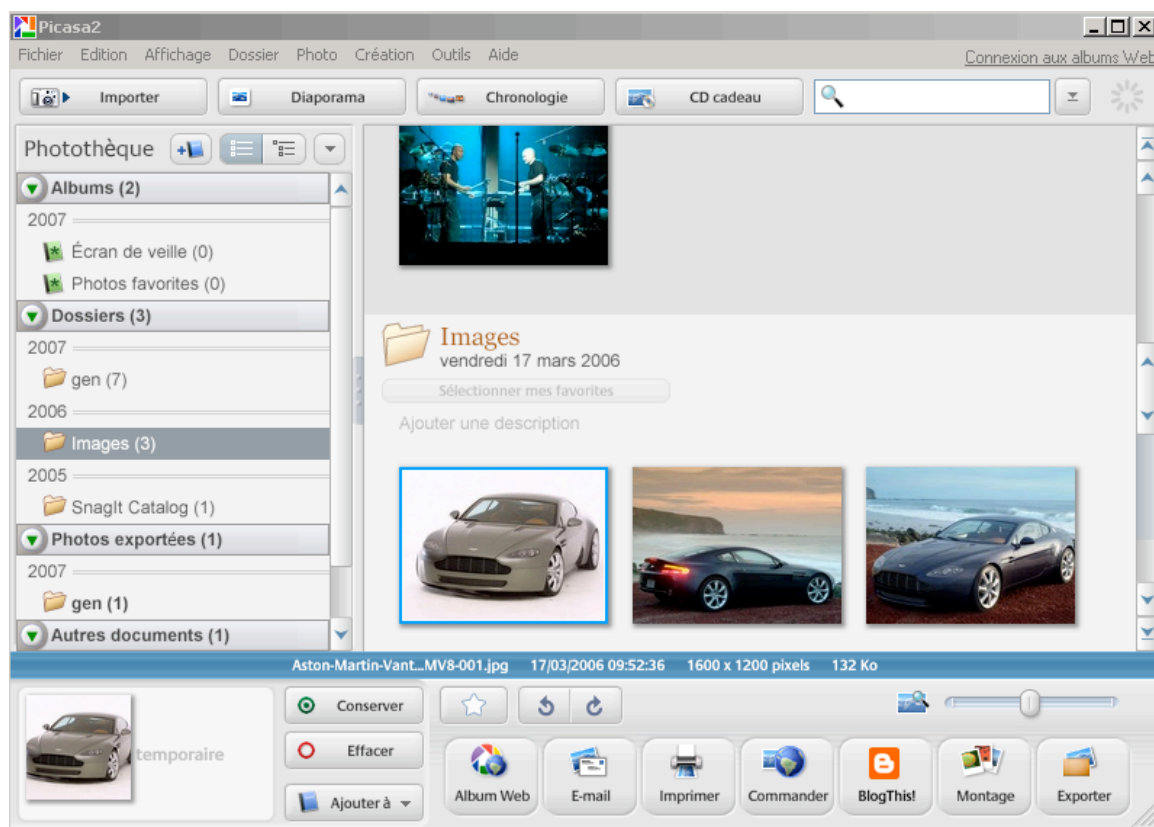 Picasa2
Fichier Edition Affichage Dossier Photo Création Outils Aide
Connexion aux albums Web
Importer Diaporama Chronologie CD cadeau
Photothèque
Albums (2)
2007
Écran de veille (0)
Photos favorites (0)
Dossiers (3)
2007
gen (7)
2006
Images (3)
2005
SnagIt Catalog (1)
Photos exportées (1)
2007
gen (1)
Autres documents (1)
Images
vendredi 17 mars 2006
Sélectionner mes favorites
Ajouter une description
Aston-Martin-Vant...MV8-001.jpg 17/03/2006 09:52:36 1600 x 1200 pixels 132 Ko
temporaire
Conserver
Effacer
Ajouter à
Album Web E-mail Imprimer Commander BlogThis! Montage Exporter